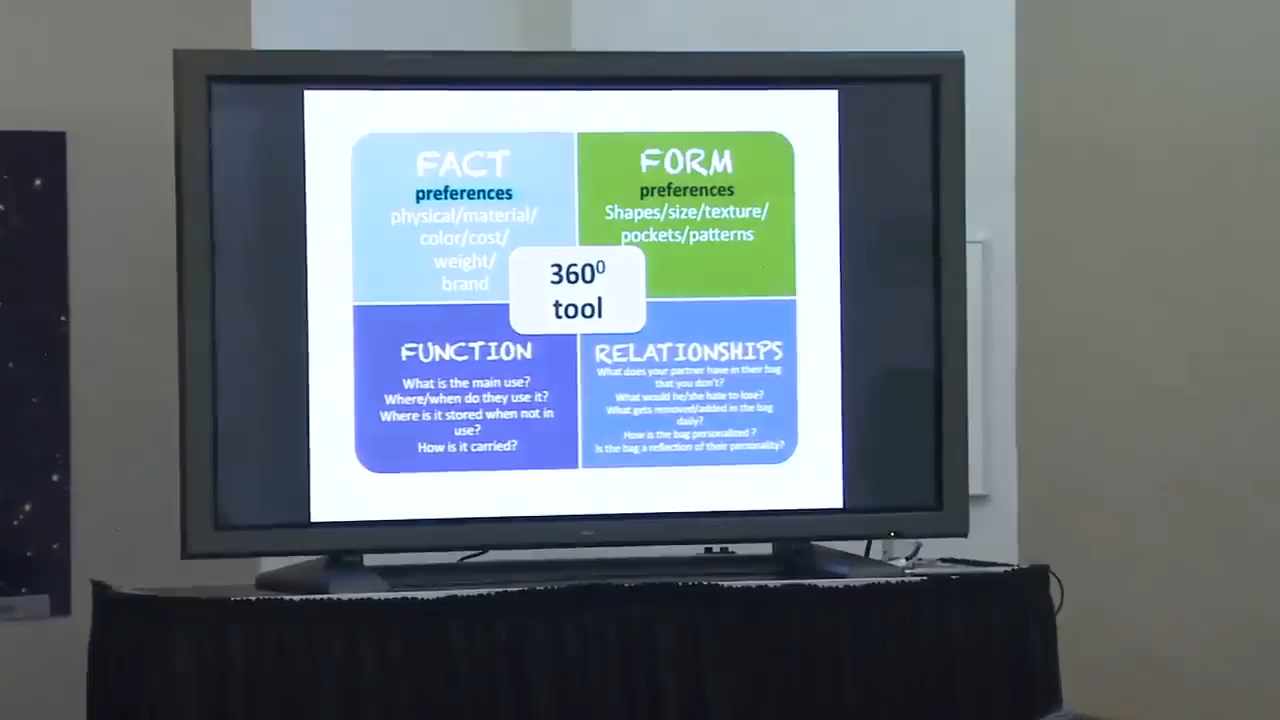 FACT
preferences
physical/material/
color/cost/
weight/
brand
FORM
preferences
Shapes/size/texture/
pockets/patterns
360⁰
tool
FUNCTION
What is the main use?
Where/when do they use it?
Where is it stored when not in
use?
How is it carried?
RELATIONSHIPS
What does your partner have in their bag
that you don't?
What would he/she hate to lose?
What gets removed/added in the bag
daily?
How is the bag personalized ?
Is the bag a reflection of their personality?